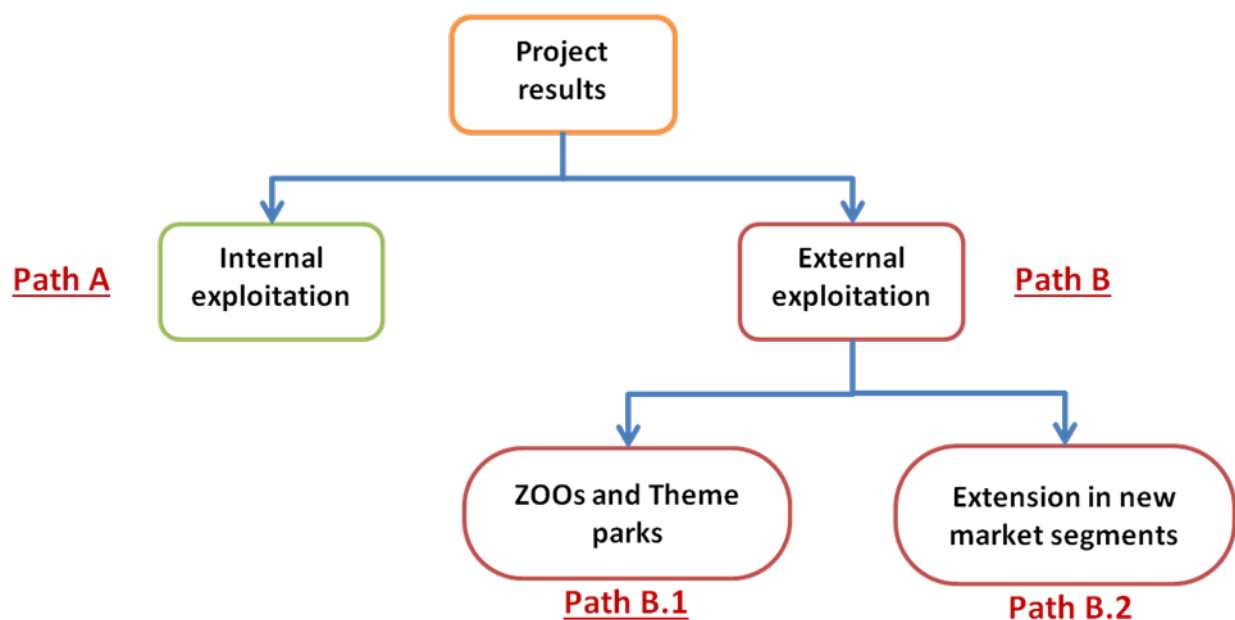 Project
results
Internal
exploitation
External
exploitation
Path A
Path B
ZOOs and Theme
parks
Extension in new
market segments
Path B.1
Path B.2